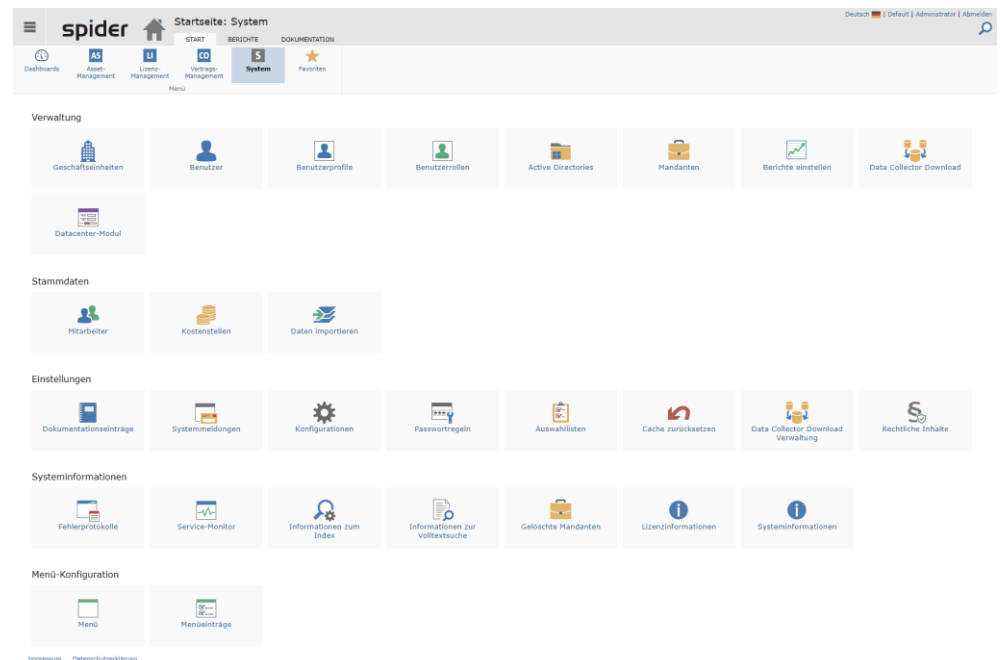 Deutsch | Default | Administrator | Abmelden
spider
Startseite: System
START BERICHTE DOKUMENTATION
Dashboards
AS
Asset-
Management
LI
Lizenz-
Management
CO
Vertrags-
Management
S
System
Favoriten
Menü
Verwaltung
Geschäftseinheiten
Benutzer
Benutzerprofile
Benutzerrollen
Active Directories
Mandanten
Berichte einstellen
Data Collector Download
Datacenter-Modul
Stammdaten
Mitarbeiter
Kostenstellen
Daten importieren
Einstellungen
Dokumentationseinträge
Systemmeldungen
Konfigurationen
Passwortregeln
Auswahllisten
Cache zurücksetzen
Data Collector Download
Verwaltung
Rechtliche Inhalte
Systeminformationen
Fehlerprotokolle
Service-Monitor
Informationen zum
Index
Informationen zur
Volltextsuche
Gelöschte Mandanten
Lizenzinformationen
Systeminformationen
Menü-Konfiguration
Menü
Menüeinträge
Impressum Datenschutzerklärung